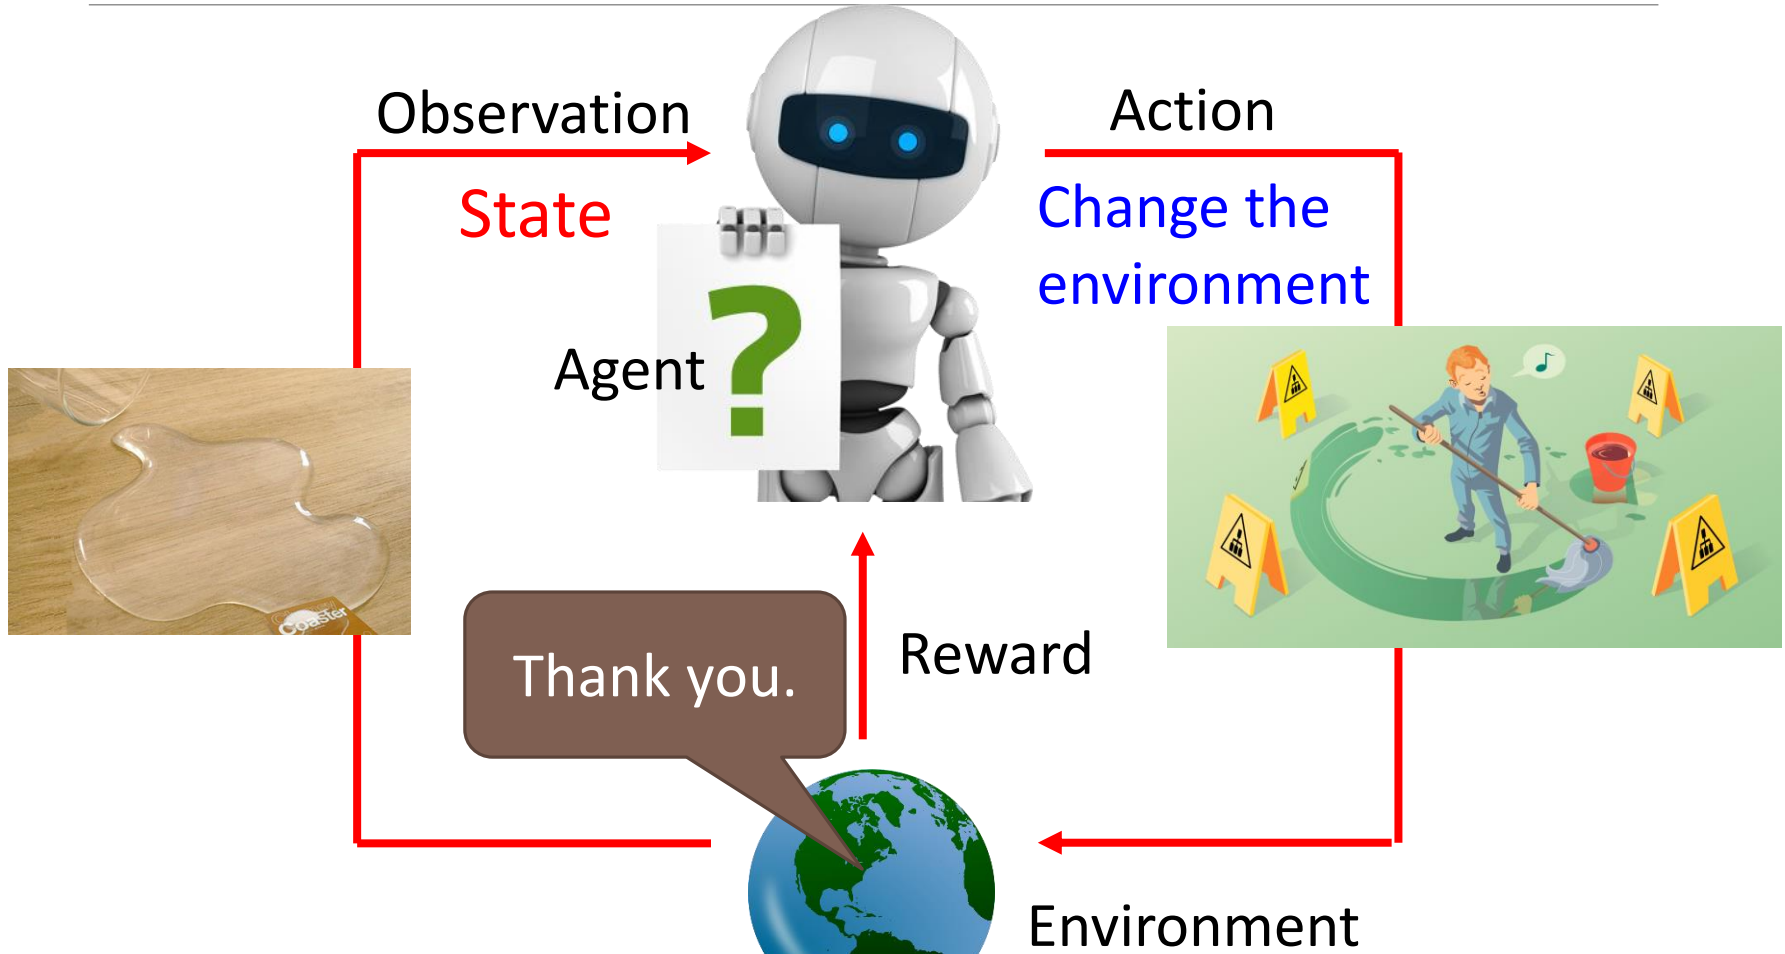 Observation
Action
State
Change the
environment
?
Agent
Coaster
Thank you.
Reward
Environment